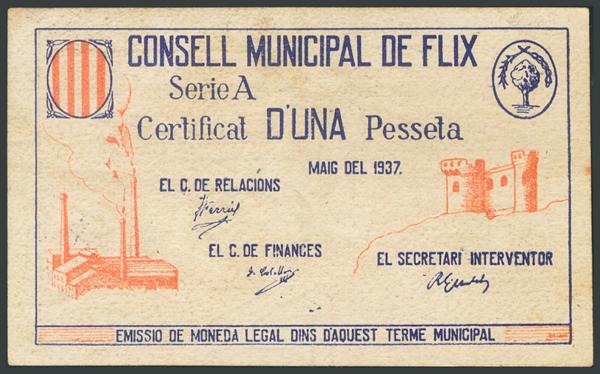 CONSELL MUNICIPAL DE FLIX
Serie A
Certificat D'UNA Pesseta
MAIG DEL 1937.
EL C. DE RELACIONS
EL C. DE FINANCES
EL SECRETARI INTERVENTOR
EMISSIO DE MONEDA LEGAL DINS D'AQUEST TERME MUNICIPAL